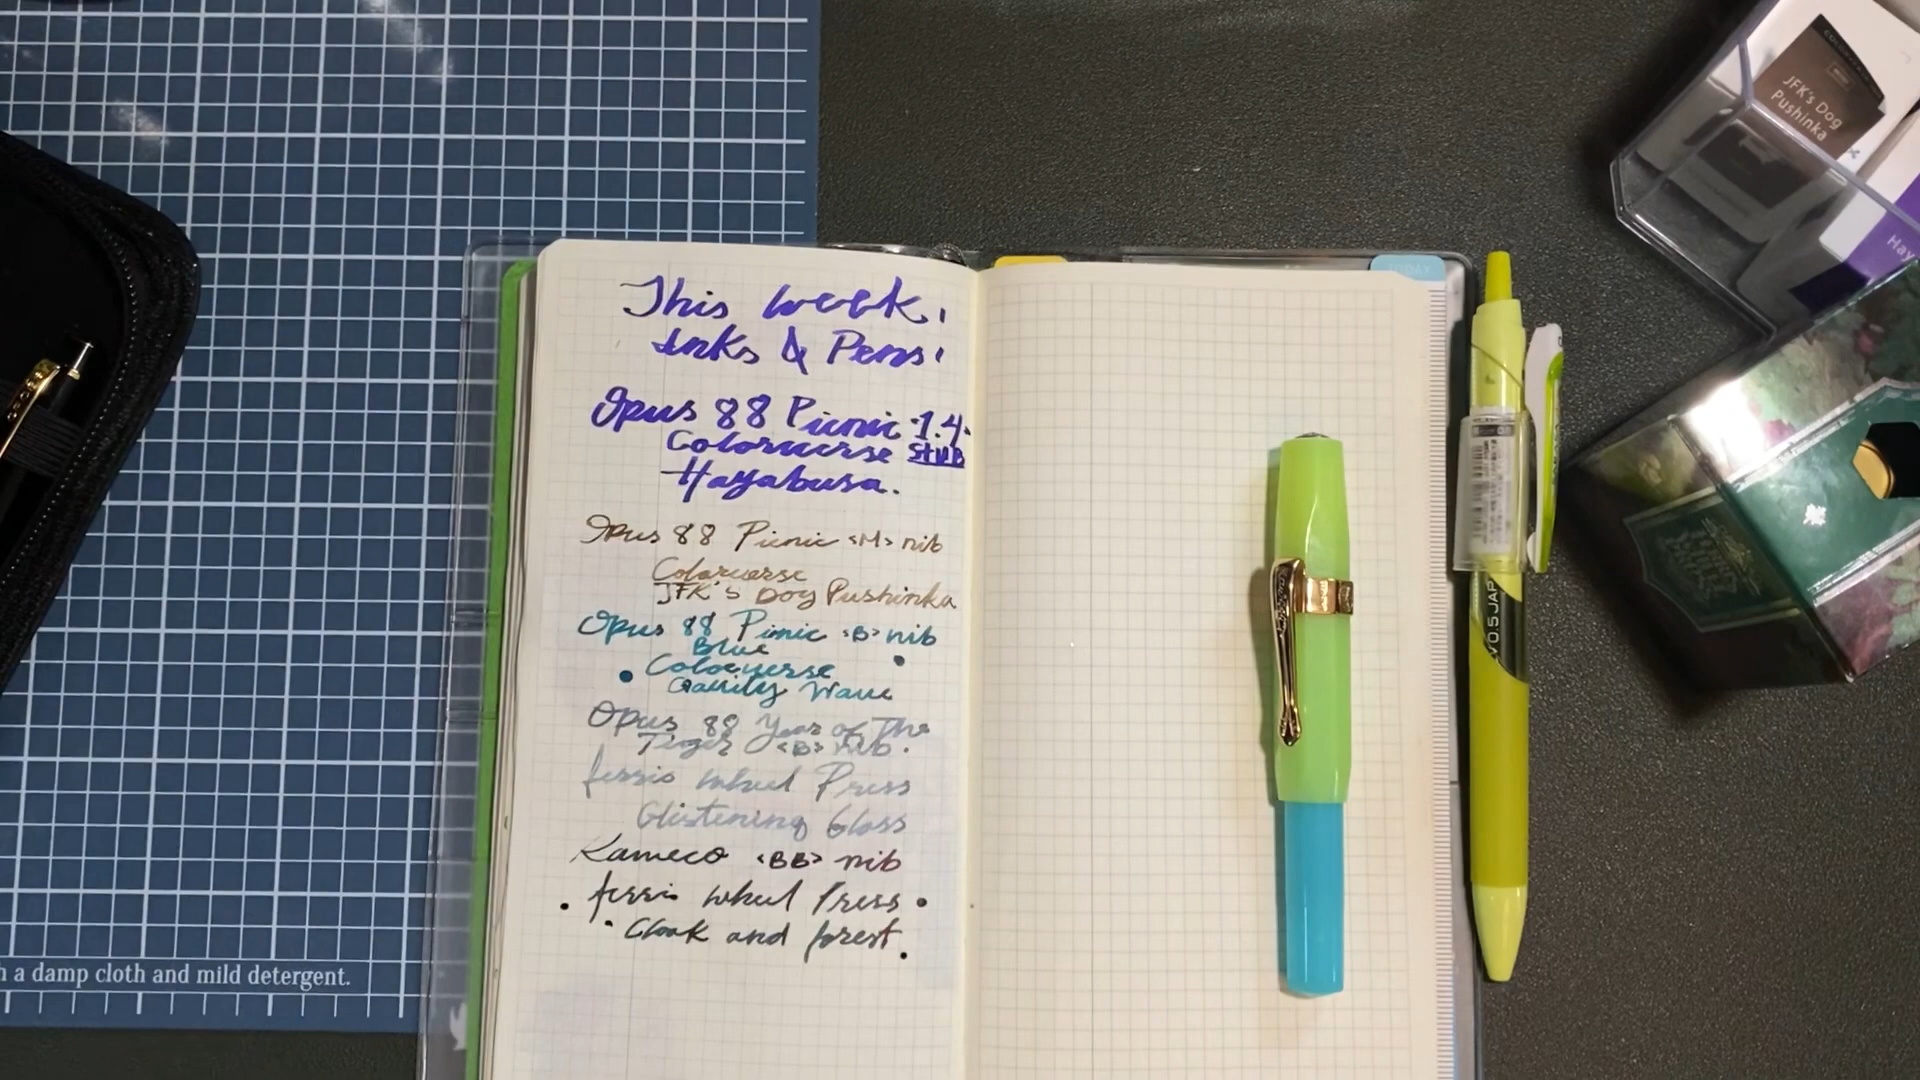 This week.
Inks & Pens.
Opus 88 Picnic 1.4
Colorverse Stub
Hayabusa.
Opus 88 Picnic <M> nib
Colorverse
JFK's Dog Pushinka
Opus 88 Picnic <B> nib
Blue
Colorverse
Gravity Wave
Opus 88 Year of The
Tiger <B> nib.
ferris wheel Press
Glistening Glass
Kameco <BB> nib
ferris wheel Press
Cloak and forest.
h a damp cloth and mild detergent.
JFK's Dog
Pushinka
Hay
0.5 JAP